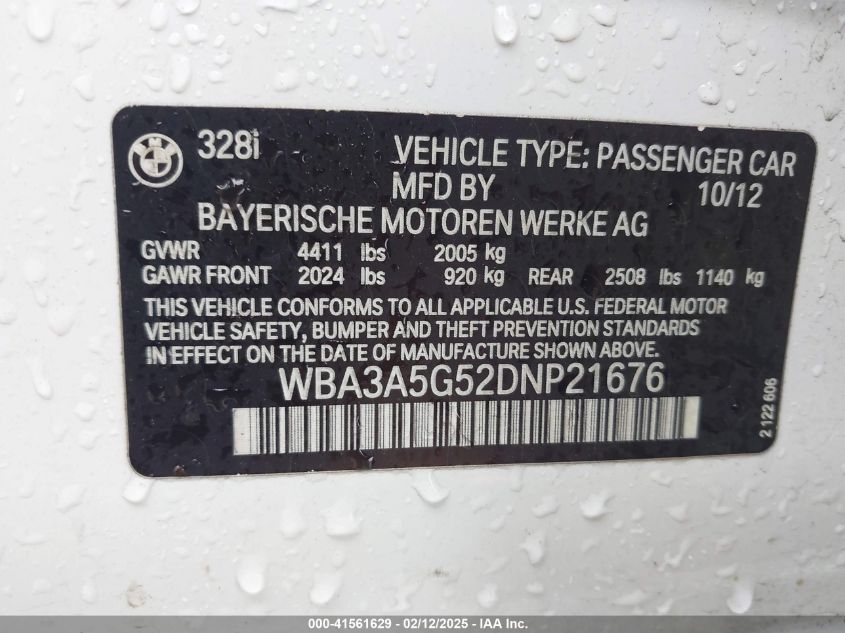 BMW 328i VEHICLE TYPE: PASSENGER CAR
MFD BY 10/12
BAYERISCHE MOTOREN WERKE AG
GVWR 4411 lbs 2005 kg
GAWR FRONT 2024 lbs 920 kg REAR 2508 lbs 1140 kg
THIS VEHICLE CONFORMS TO ALL APPLICABLE U.S. FEDERAL MOTOR
VEHICLE SAFETY, BUMPER AND THEFT PREVENTION STANDARDS
IN EFFECT ON THE DATE OF MANUFACTURE SHOWN ABOVE.
WBA3A5G52DNP21676
2 122 606
000-41561629 - 02/12/2025 - IAA Inc.